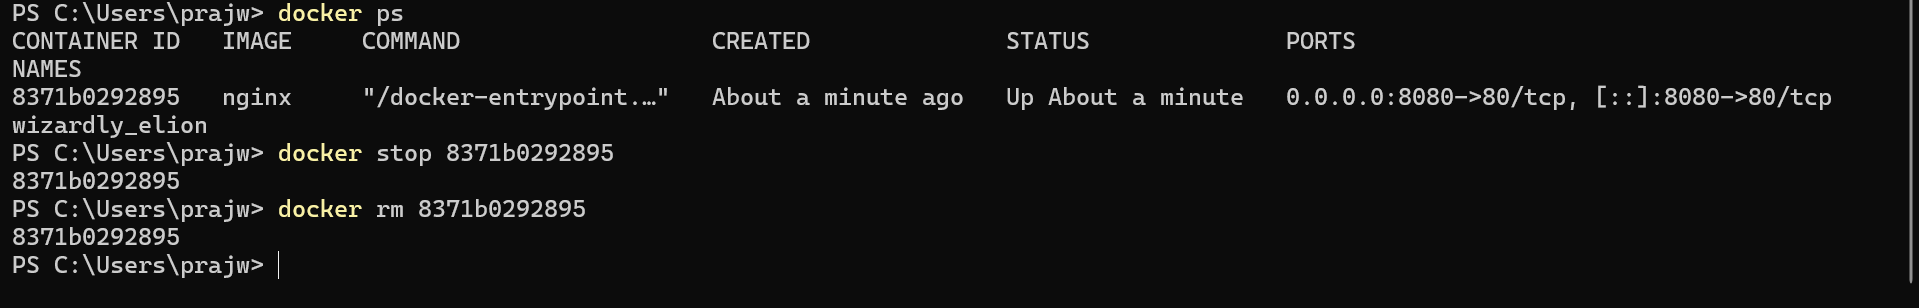 PS C:\Users\prajw> docker ps
CONTAINER ID   IMAGE     COMMAND                  CREATED              STATUS              PORTS
NAMES
8371b0292895   nginx     "/docker-entrypoint.…"   About a minute ago   Up About a minute   0.0.0.0:8080->80/tcp, [::]:8080->80/tcp
wizardly_elion
PS C:\Users\prajw> docker stop 8371b0292895
8371b0292895
PS C:\Users\prajw> docker rm 8371b0292895
8371b0292895
PS C:\Users\prajw>